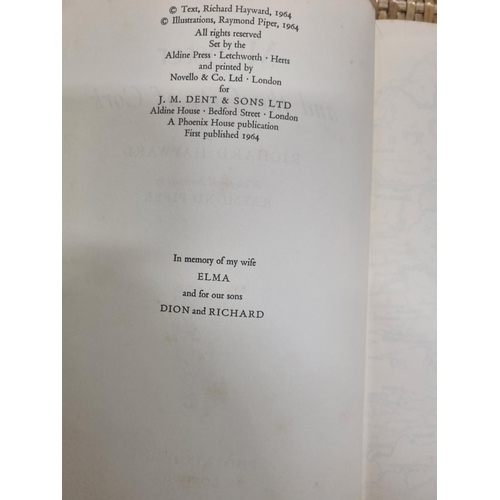 © Text, Richard Hayward, 1964
© Illustrations, Raymond Piper, 1964
All rights reserved
Set by the
Aldine Press · Letchworth · Herts
and printed by
Novello & Co. Ltd · London
for
J. M. DENT & SONS LTD
Aldine House · Bedford Street · London
A Phoenix House publication
First published 1964
In memory of my wife
ELMA
and for our sons
DION and RICHARD